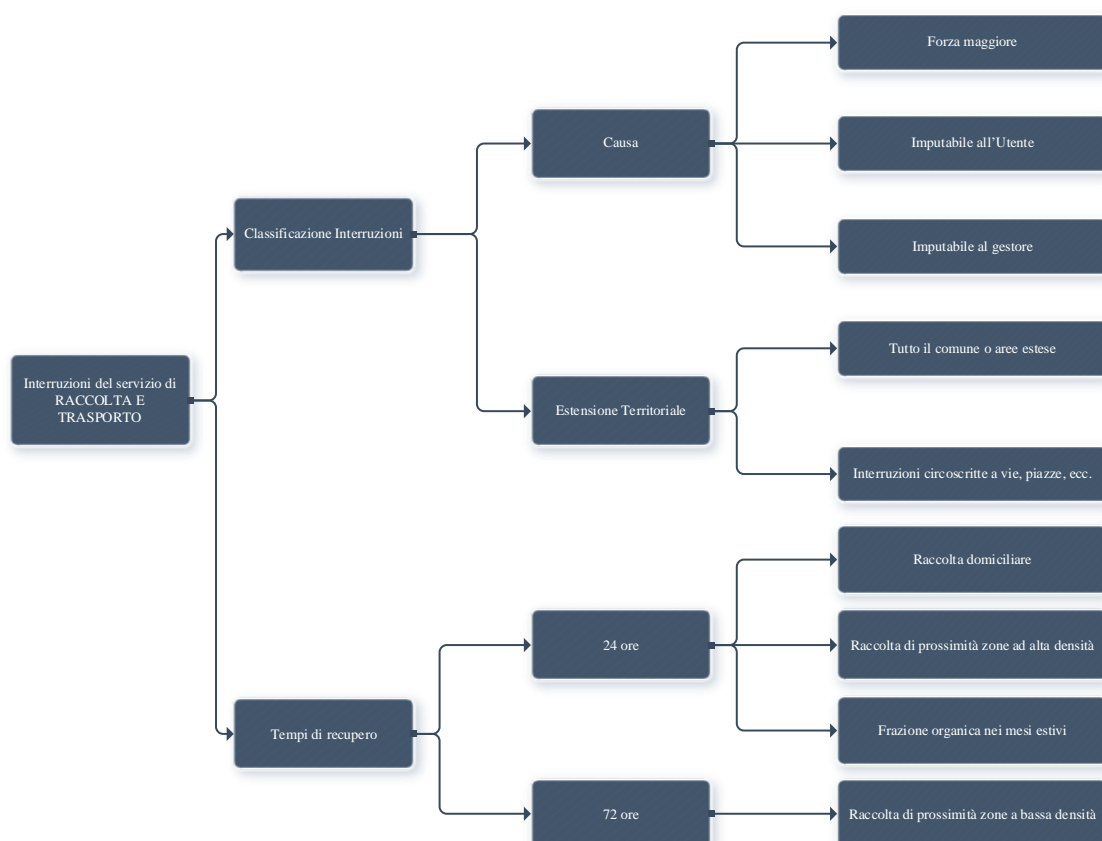 Interruzioni del servizio di
RACCOLTA E
TRASPORTO
Classificazione Interruzioni
Causa
Forza maggiore
Imputabile all’Utente
Imputabile al gestore
Estensione Territoriale
Tutto il comune o aree estese
Interruzioni circoscritte a vie, piazze, ecc.
Tempi di recupero
24 ore
Raccolta domiciliare
Raccolta di prossimità zone ad alta densità
Frazione organica nei mesi estivi
72 ore
Raccolta di prossimità zone a bassa densità